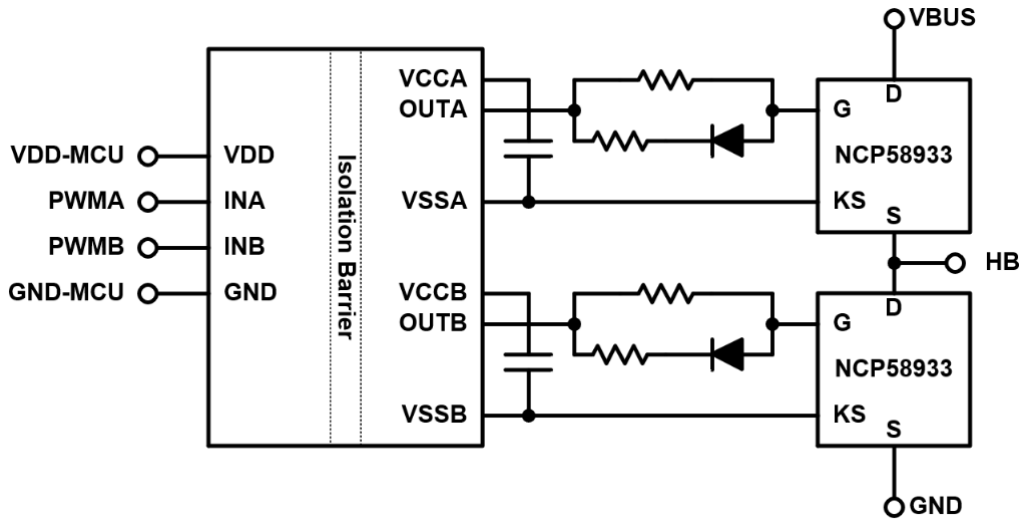 VBUS
VCCA
OUTA
D
G
NCP58933
VDD-MCU
VDD
PWMA
INA
VSSA
KS
S
PWMB
INB
Isolation Barrier
HB
GND-MCU
GND
VCCB
OUTB
D
G
NCP58933
VSSB
KS
S
GND